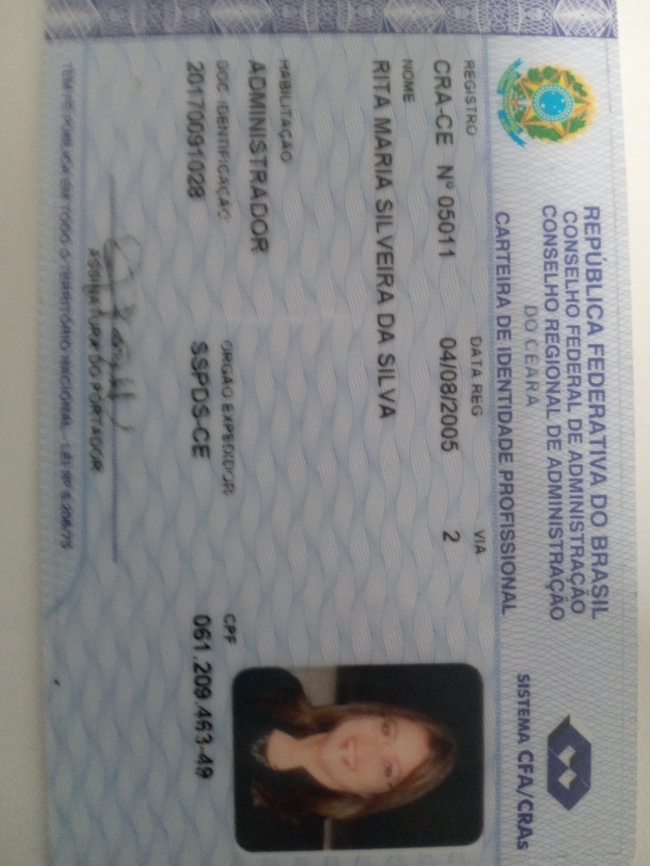 REPÚBLICA FEDERATIVA DO BRASIL
CONSELHO FEDERAL DE ADMINISTRAÇÃO
CONSELHO REGIONAL DE ADMINISTRAÇÃO
DO CEARÁ
CARTEIRA DE IDENTIDADE PROFISSIONAL
SISTEMA CFA/CRAs
REGISTRO DATA REG VIA
CRA-CE Nº 05011 04/08/2005 2
NOME
RITA MARIA SILVEIRA DA SILVA
HABILITAÇÃO
ADMINISTRADOR
DOC. IDENTIFICAÇÃO ÓRGÃO EXPEDIDOR CPF
20170091028 SSPDS-CE 061.209.463-49
ASSINATURA DO PORTADOR
TEM FÉ PÚBLICA EM TODO O TERRITÓRIO NACIONAL - LEI Nº 6.206/75